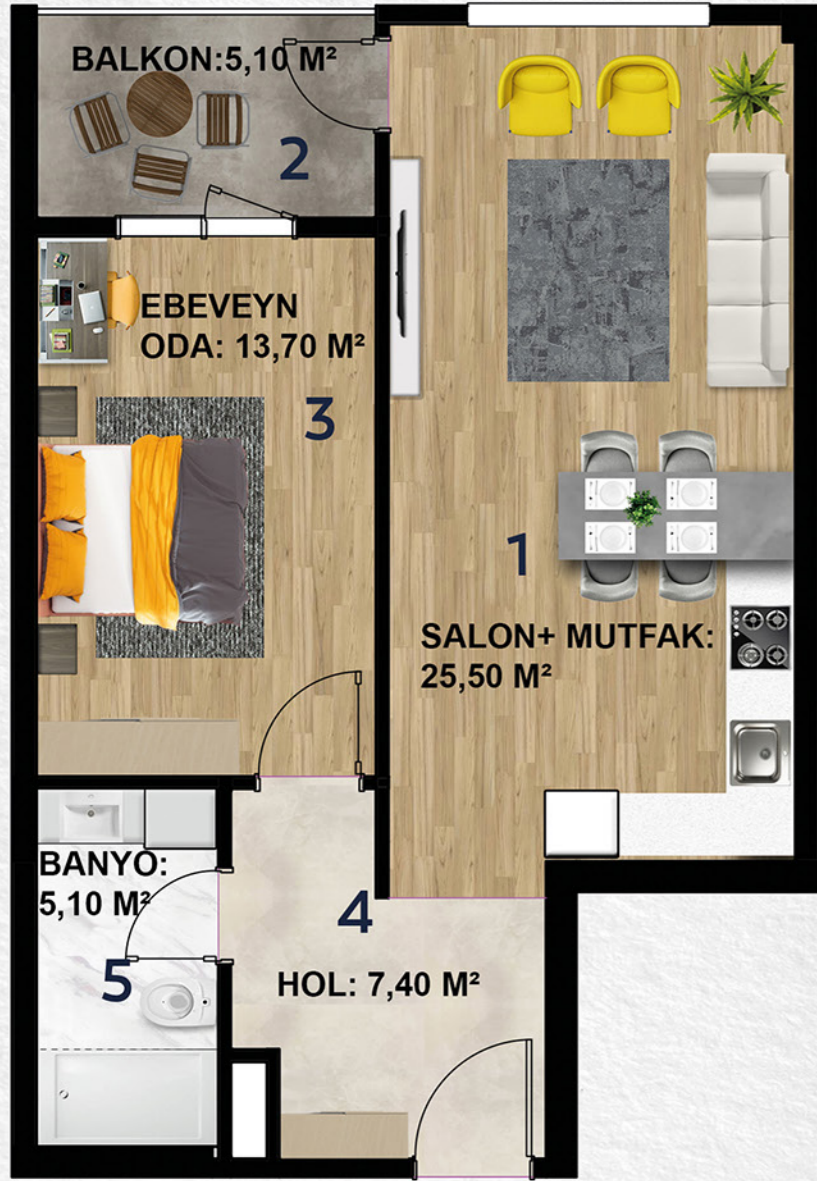 BALKON:5,10 M²
2
EBEVEYN
ODA: 13,70 M²
3
1
SALON+ MUTFAK:
25,50 M²
BANYO:
5,10 M²
4
5
HOL: 7,40 M²